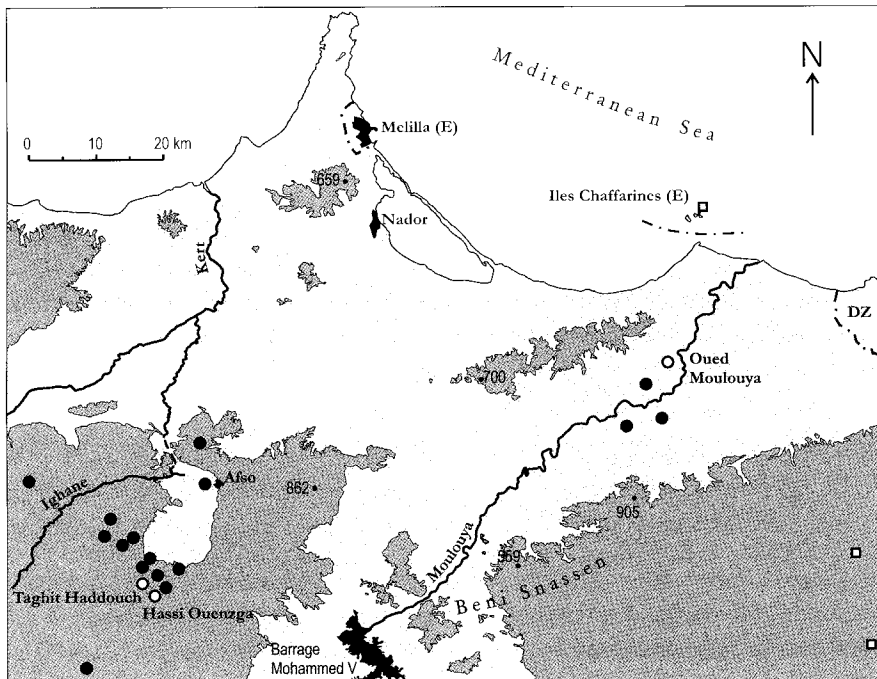 Mediterranean Sea
N
Melilla (E)
0 10 20 km
659
Iles Chaffarines (E)
Nador
Kert
DZ
Oued
Moulouya
700
Afso
862
Ighane
905
559
Moulouya
Beni Snassen
Taghit Haddouch
Hassi Ouenzga
Barrage
Mohammed V